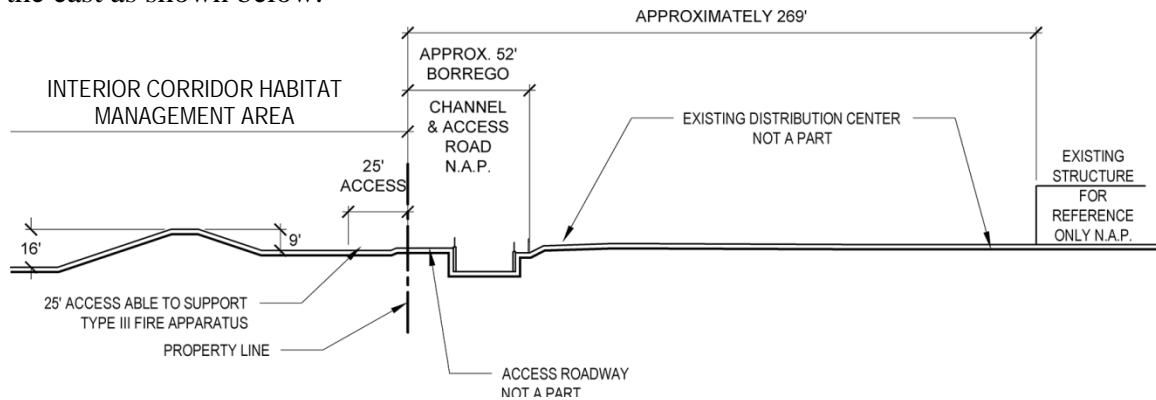 the east as shown below:
APPROXIMATELY 269'
APPROX. 52'
BORREGO
CHANNEL
& ACCESS
ROAD
N.A.P.
INTERIOR CORRIDOR HABITAT
MANAGEMENT AREA
EXISTING DISTRIBUTION CENTER
NOT A PART
25'
ACCESS
EXISTING
STRUCTURE
FOR
REFERENCE
ONLY N.A.P.
16'
9'
25' ACCESS ABLE TO SUPPORT
TYPE III FIRE APPARATUS
PROPERTY LINE
ACCESS ROADWAY
NOT A PART